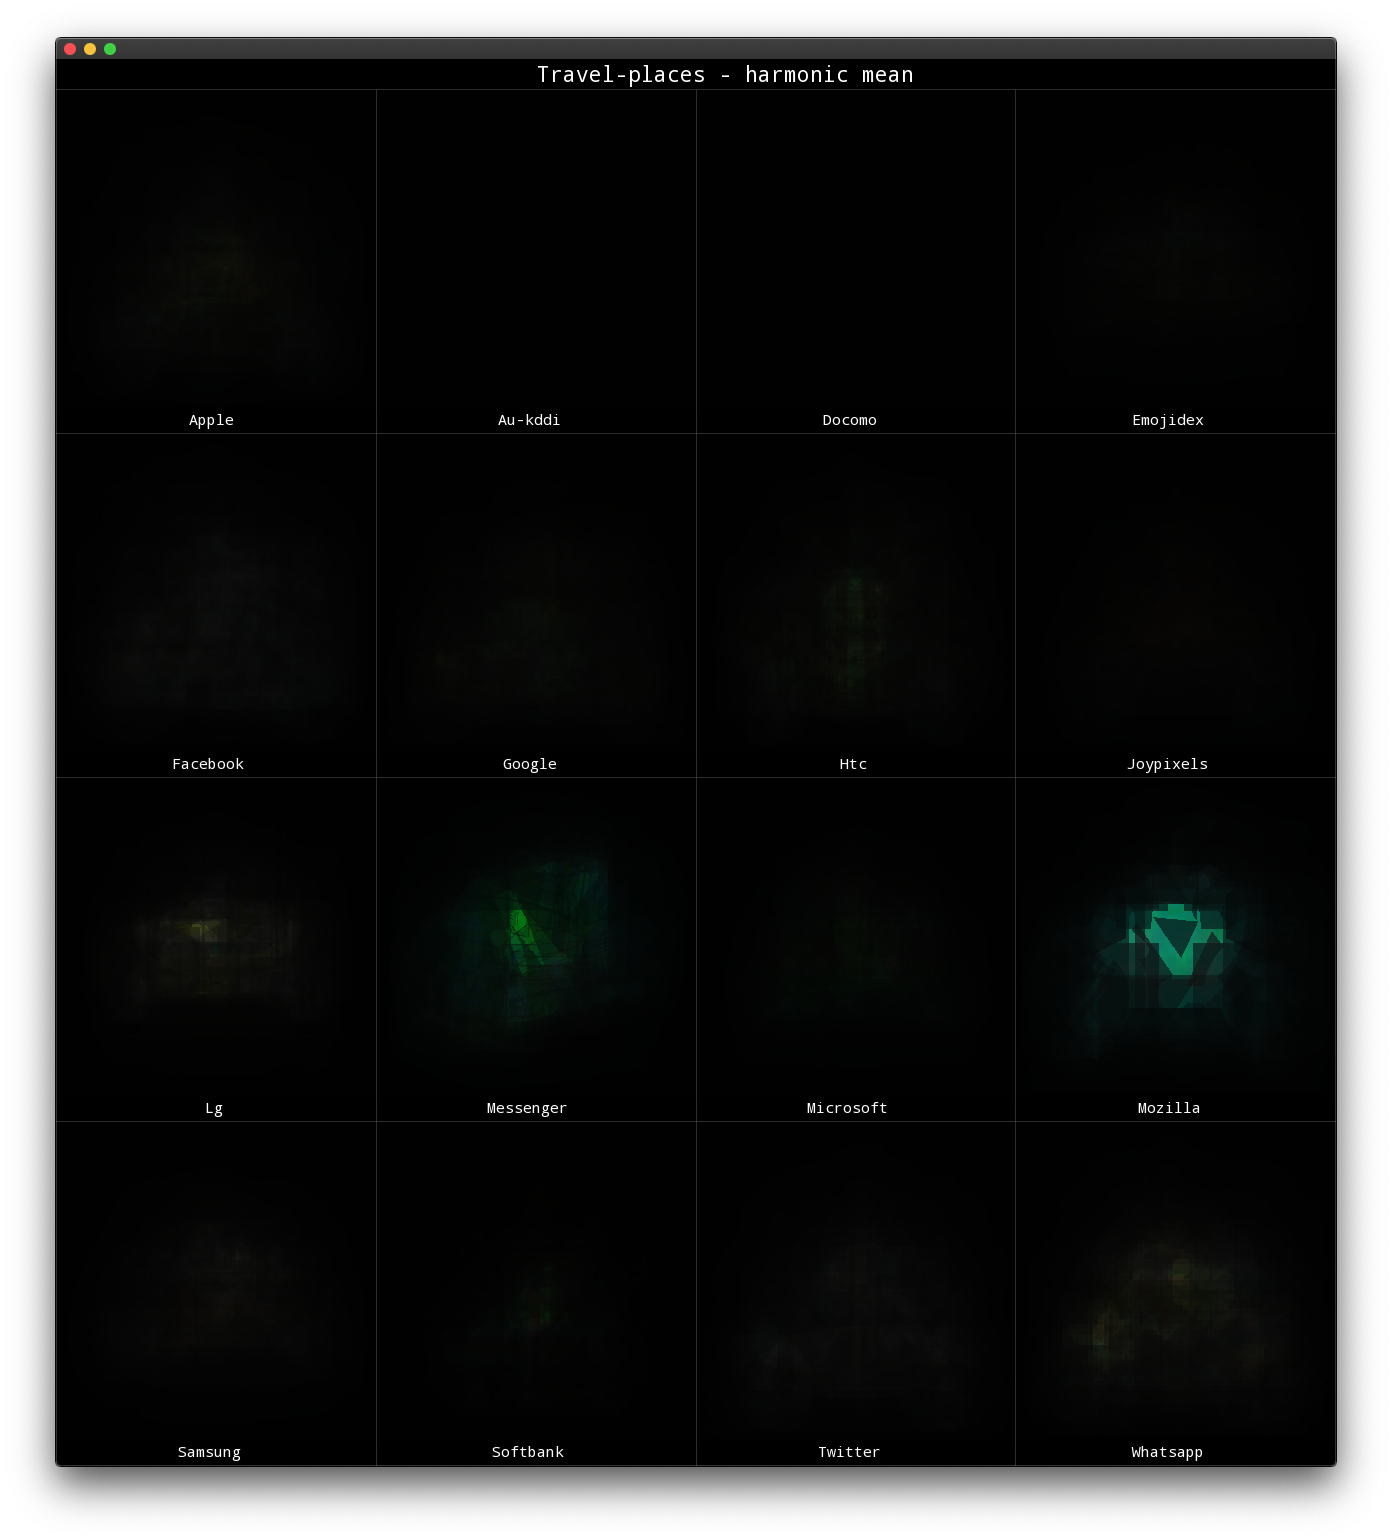 Travel-places - harmonic mean
Apple Au-kddi Docomo Emojidex
Facebook Google Htc Joypixels
Lg Messenger Microsoft Mozilla
Samsung Softbank Twitter Whatsapp